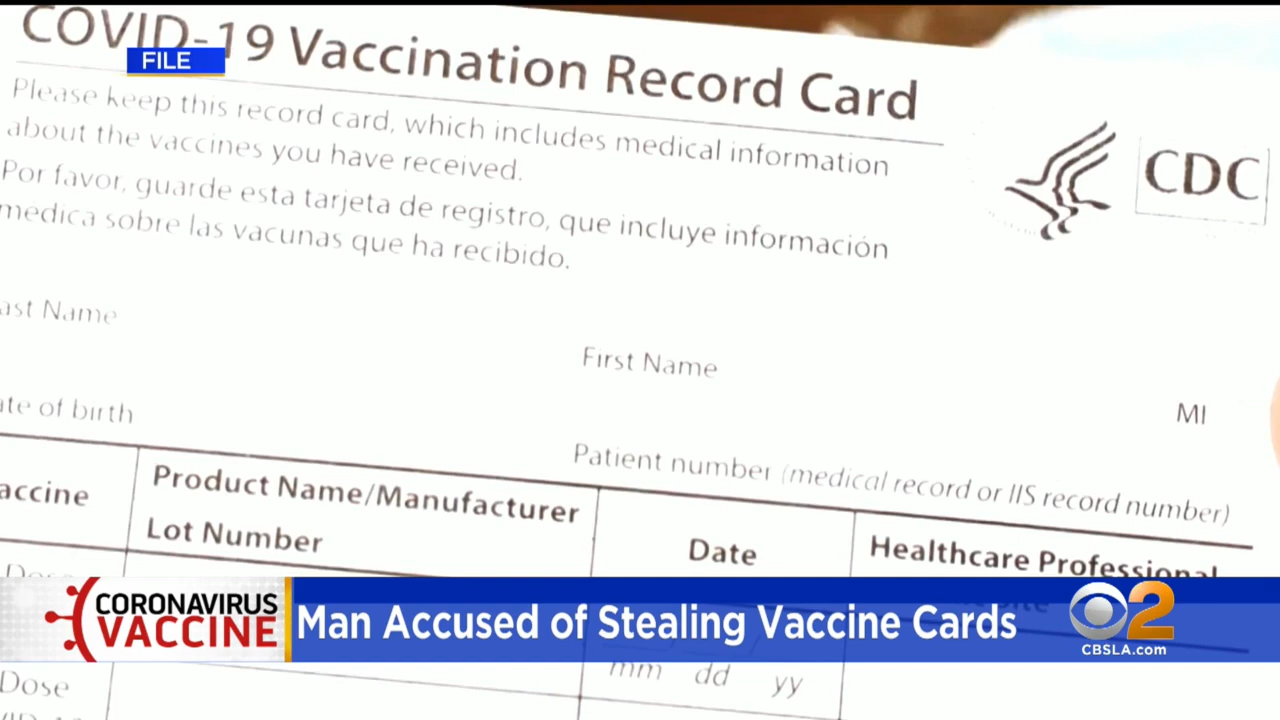 COVID-19 Vaccination Record Card
FILE
Please keep this record card, which includes medical information
about the vaccines you have received.
Por favor, guarde esta tarjeta de registro, que incluye información
medica sobre las vacunas que ha recibido.
CDC
ast Name
First Name
MI
ate of birth
Patient number (medical record or IIS record number)
accine
Product Name/Manufacturer
Lot Number
Date
Healthcare Professional
Dose
CORONAVIRUS
VACCINE
Man Accused of Stealing Vaccine Cards
2
CBSLA.com
mm dd yy
Dose